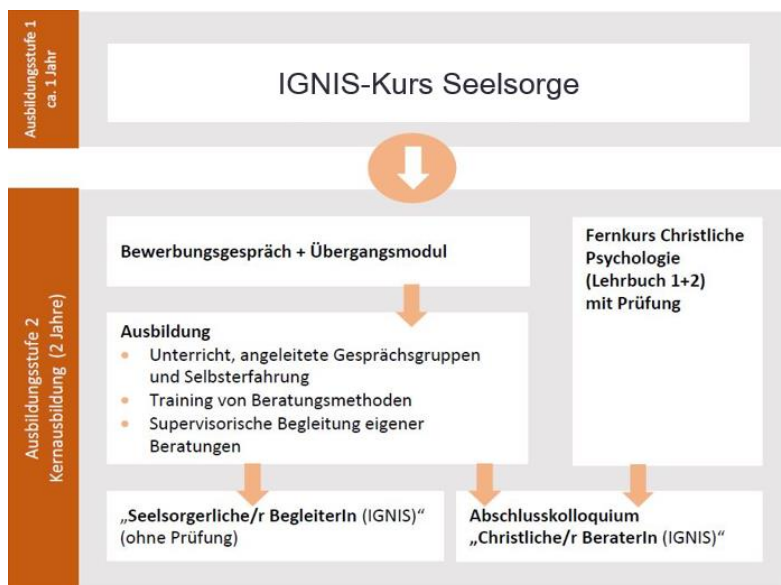 Ausbildungsstufe 1
ca. 1 Jahr
IGNIS-Kurs Seelsorge
Ausbildungsstufe 2
Kernausbildung (2 Jahre)
Bewerbungsgespräch + Übergangsmodul
Fernkurs Christliche
Psychologie
(Lehrbuch 1+2)
mit Prüfung
Ausbildung
• Unterricht, angeleitete Gesprächsgruppen
und Selbsterfahrung
• Training von Beratungsmethoden
• Supervisorische Begleitung eigener
Beratungen
„Seelsorgerliche/r BegleiterIn (IGNIS)“
(ohne Prüfung)
Abschlusskolloquium
„Christliche/r BeraterIn (IGNIS)“